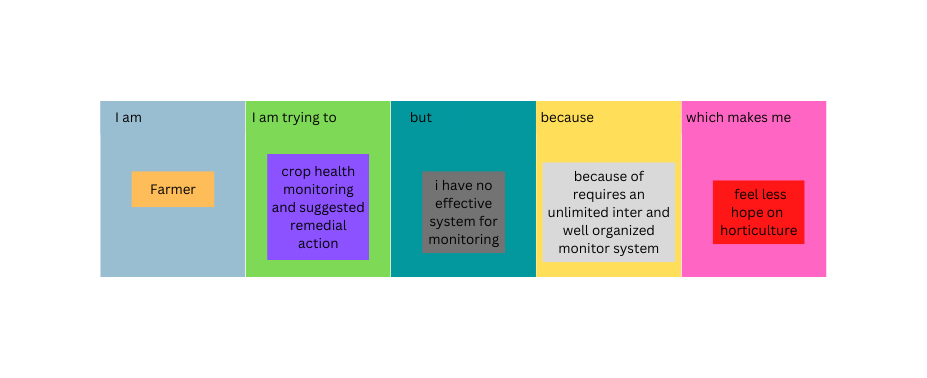 I am
Farmer
I am trying to
crop health
monitoring
and suggested
remedial
action
but
i have no
effective
system for
monitoring
because
because of
requires an
unlimited inter and
well organized
monitor system
which makes me
feel less
hope on
horticulture